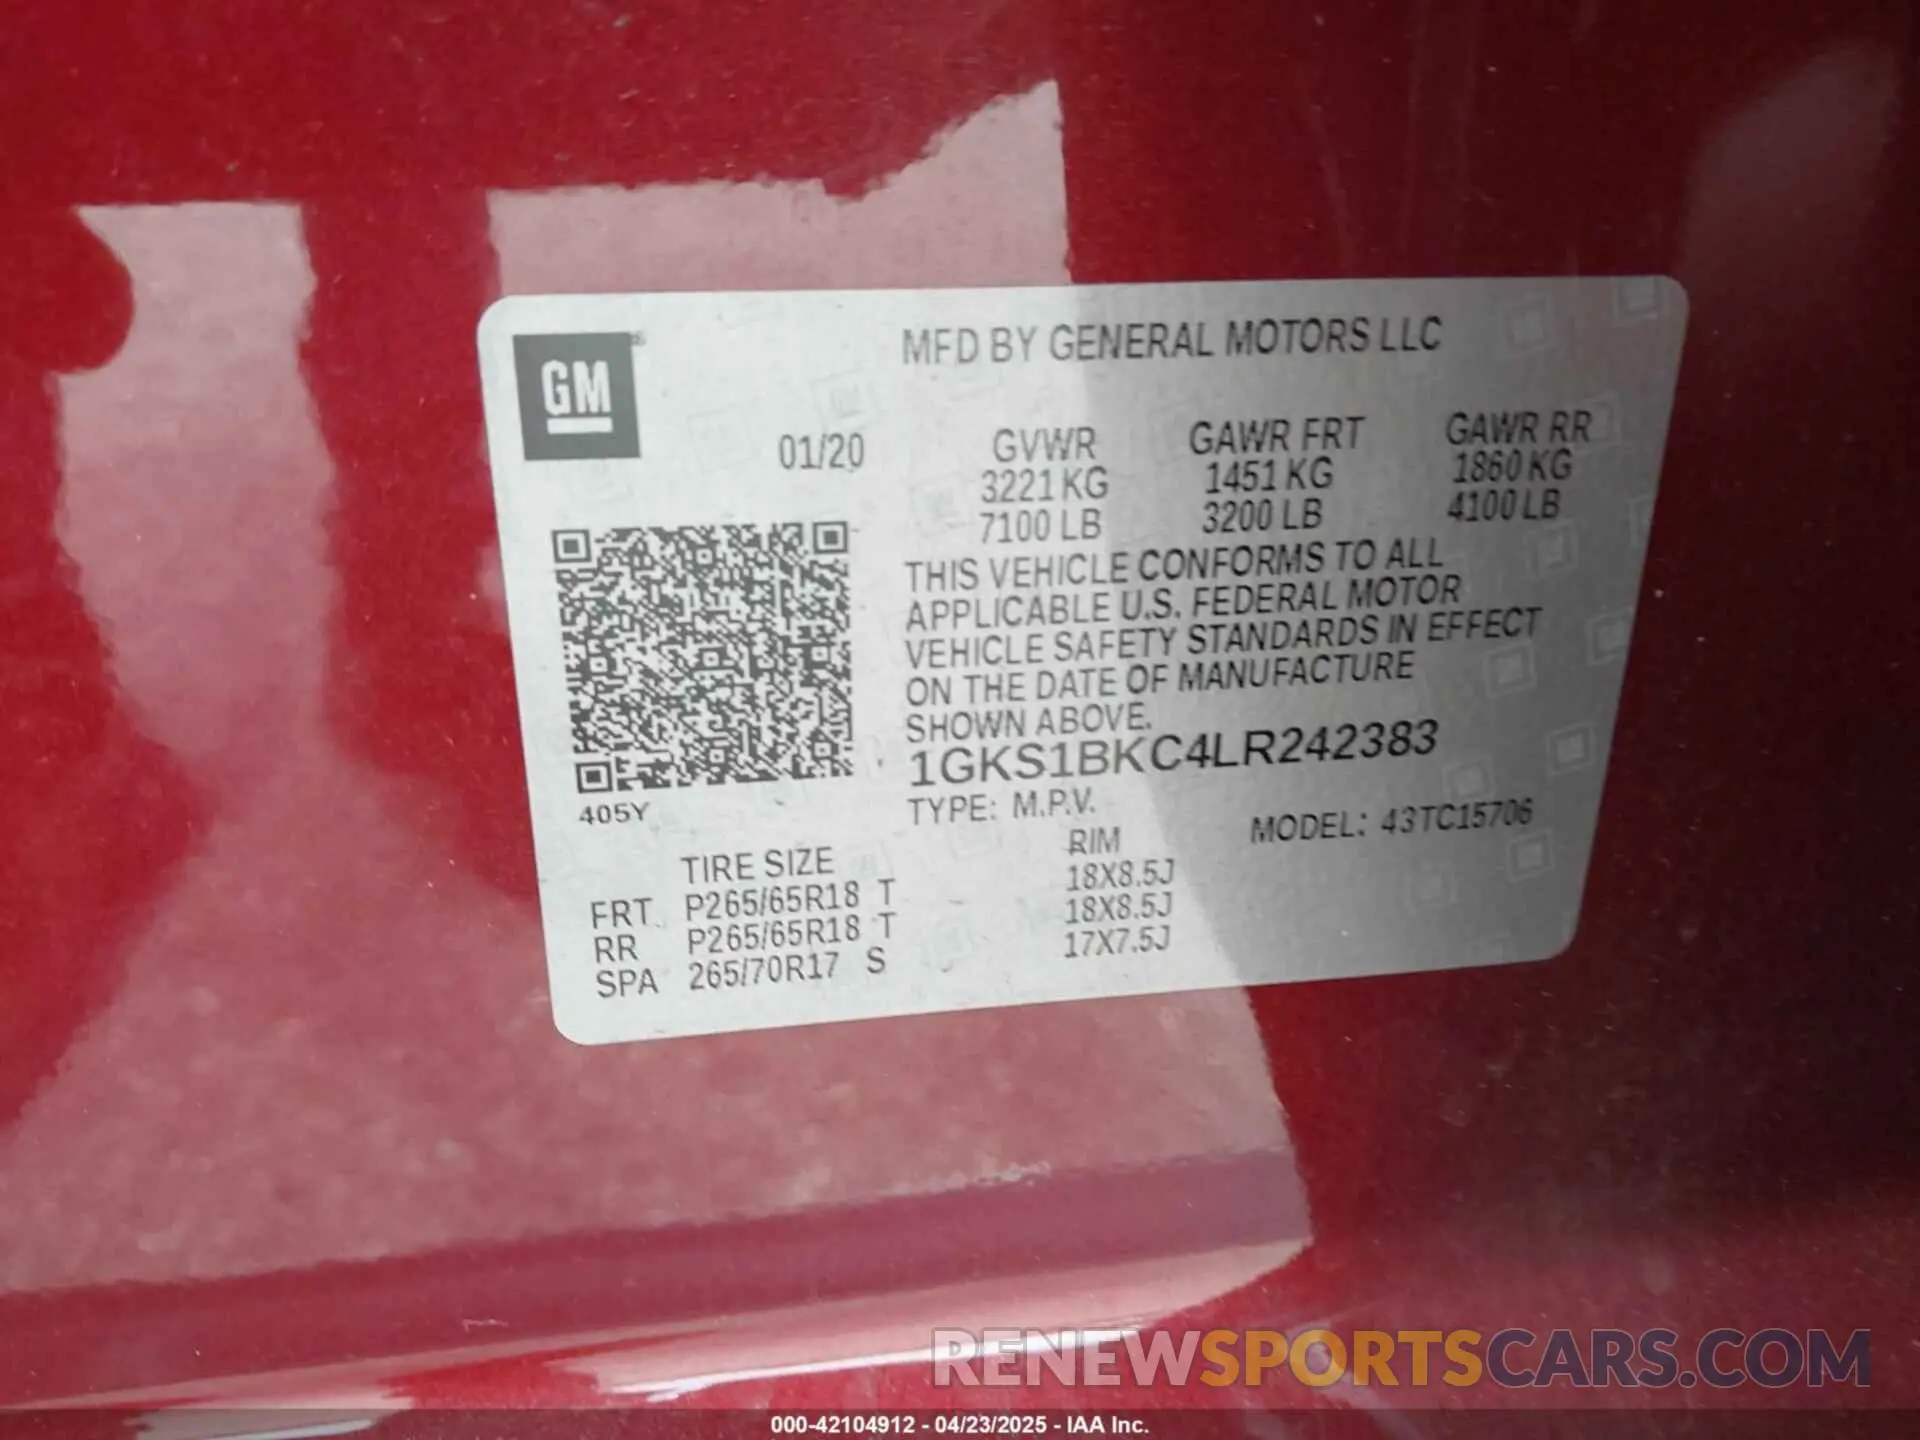 GM
MFD BY GENERAL MOTORS LLC
01/20
GVWR GAWR FRT GAWR RR
3221 KG 1451 KG 1860 KG
7100 LB 3200 LB 4100 LB
THIS VEHICLE CONFORMS TO ALL
APPLICABLE U.S. FEDERAL MOTOR
VEHICLE SAFETY STANDARDS IN EFFECT
ON THE DATE OF MANUFACTURE
SHOWN ABOVE.
1GKS1BKC4LR242383
405Y
TYPE: M.P.V. MODEL: 43TC15706
TIRE SIZE RIM
FRT P265/65R18 T 18X8.5J
RR P265/65R18 T 18X8.5J
SPA 265/70R17 S 17X7.5J
RENEWSPORTSCARS.COM
000-42104912 - 04/23/2025 - IAA Inc.